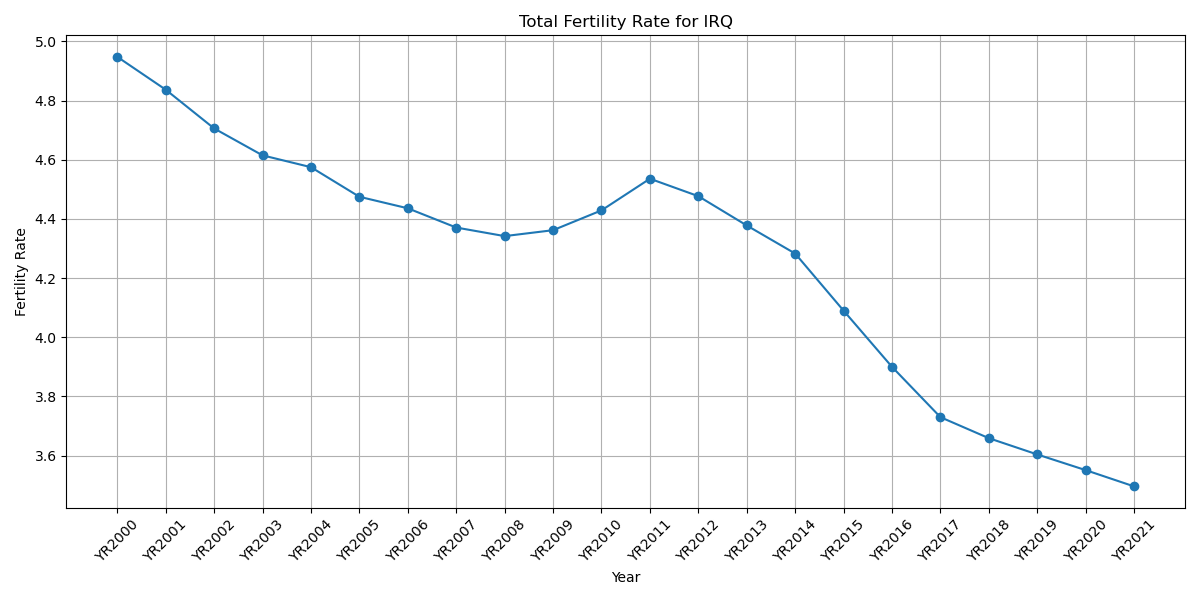 Total Fertility Rate for IRQ
Fertility Rate
5.0
4.8
4.6
4.4
4.2
4.0
3.8
3.6
YR2000
YR2001
YR2002
YR2003
YR2004
YR2005
YR2006
YR2007
YR2008
YR2009
YR2010
YR2011
YR2012
YR2013
YR2014
YR2015
YR2016
YR2017
YR2018
YR2019
YR2020
YR2021
Year